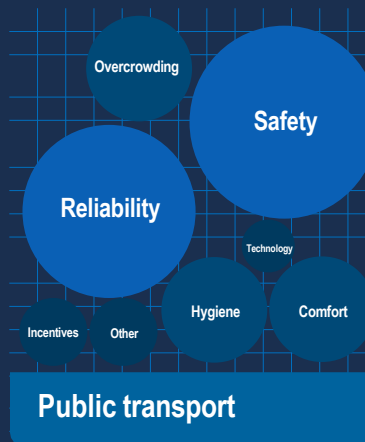 Overcrowding
Safety
Reliability
Technology
Hygiene
Comfort
Incentives
Other
Public transport